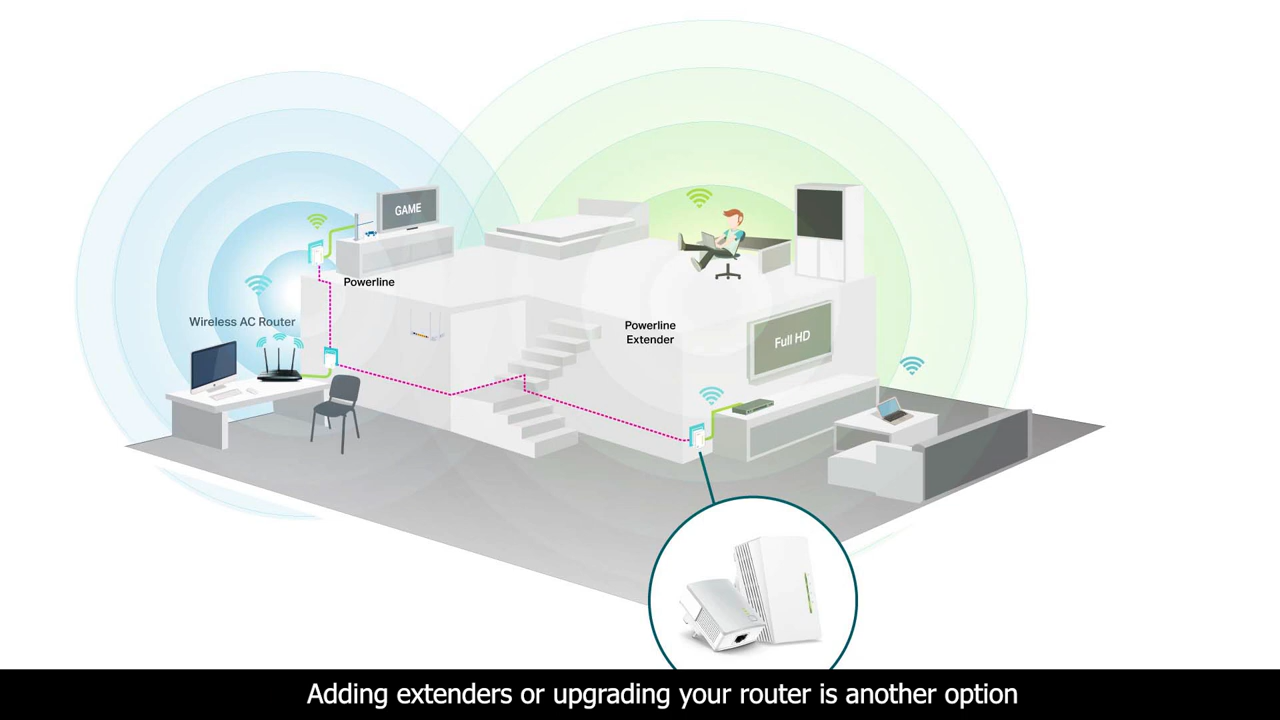 GAME
Powerline
Wireless AC Router
Powerline
Extender
Full HD
Adding extenders or upgrading your router is another option